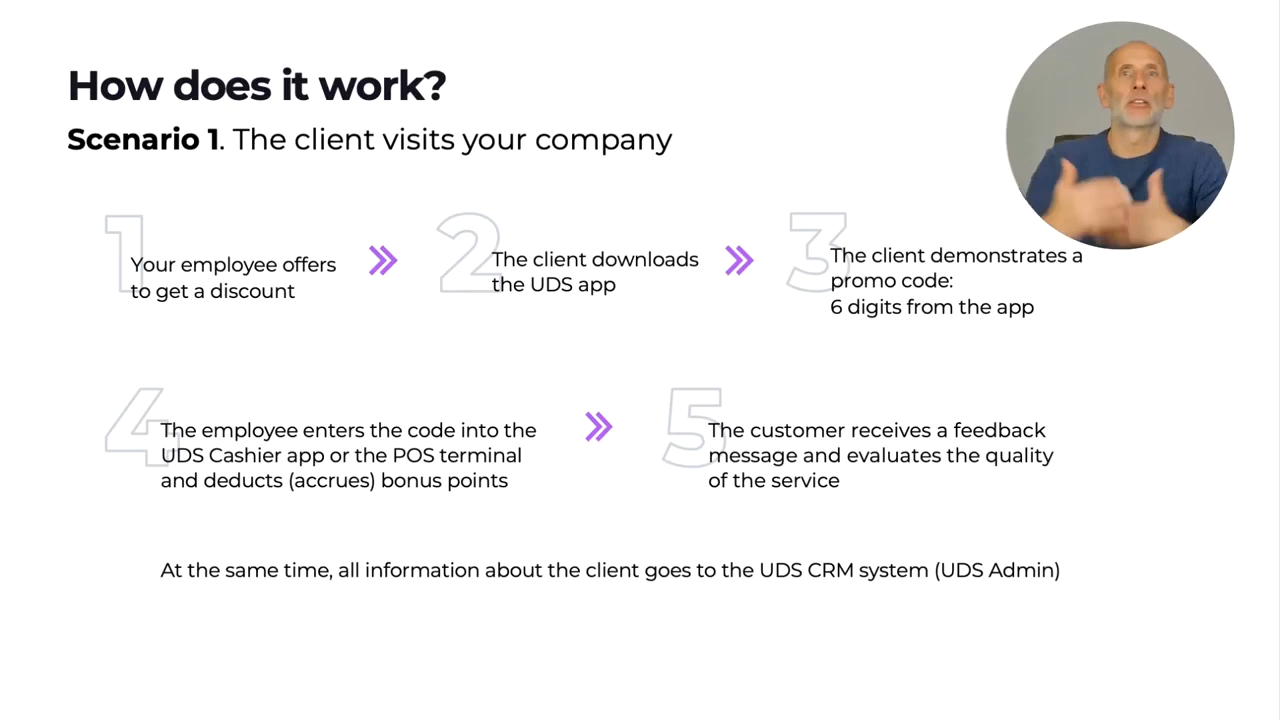 How does it work?
Scenario 1. The client visits your company
1
Your employee offers
to get a discount
2
The client downloads
the UDS app
3
The client demonstrates a
promo code:
6 digits from the app
4
The employee enters the code into the
UDS Cashier app or the POS terminal
and deducts (accrues) bonus points
5
The customer receives a feedback
message and evaluates the quality
of the service
At the same time, all information about the client goes to the UDS CRM system (UDS Admin)